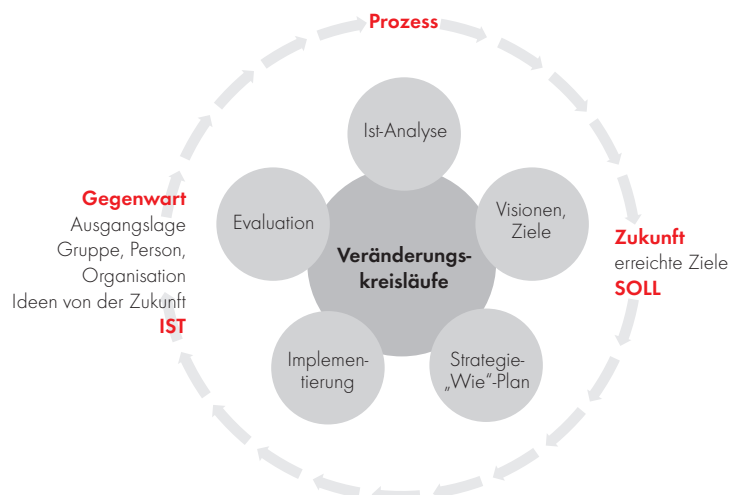 Prozess
Ist-Analyse
Gegenwart
Ausgangslage
Gruppe, Person,
Organisation
Ideen von der Zukunft
IST
Evaluation
Visionen,
Ziele
Veränderungs-
kreisläufe
Zukunft
erreichte Ziele
SOLL
Implemen-
tierung
Strategie-
„Wie“-Plan